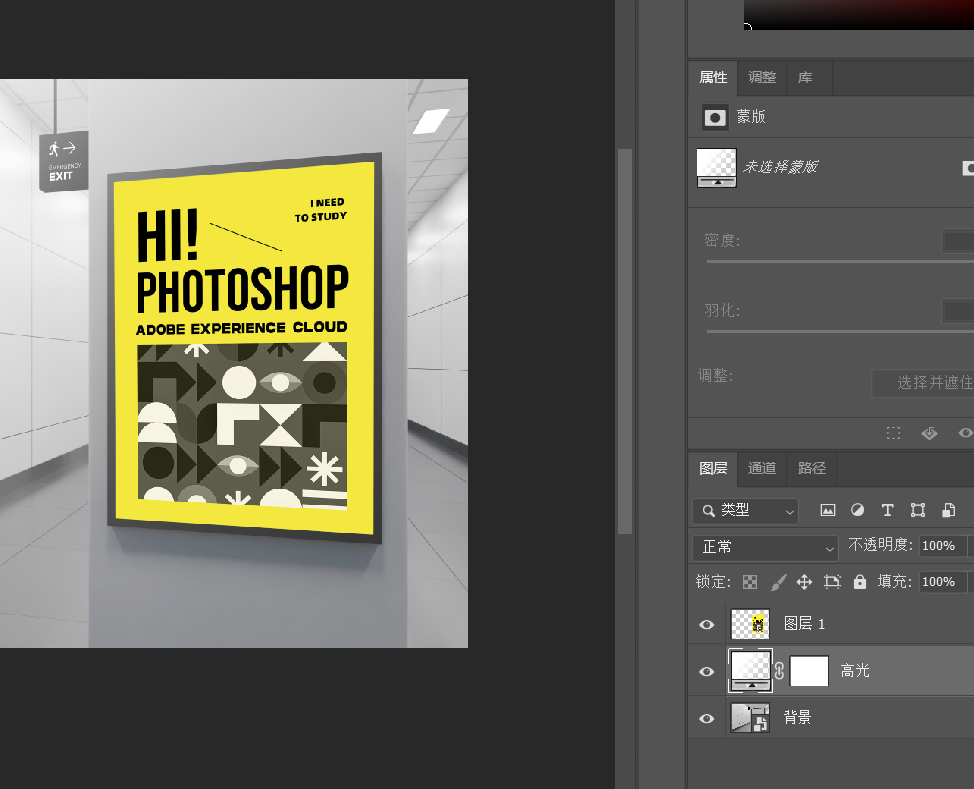 EMERGENCY
EXIT
I NEED
TO STUDY
HI!
PHOTOSHOP
ADOBE EXPERIENCE CLOUD
属性 调整 库
蒙版
未选择蒙版
密度:
羽化:
调整:
选择并遮住
图层 通道 路径
类型
正常 不透明度: 100%
锁定: 填充: 100%
图层 1
高光
背景